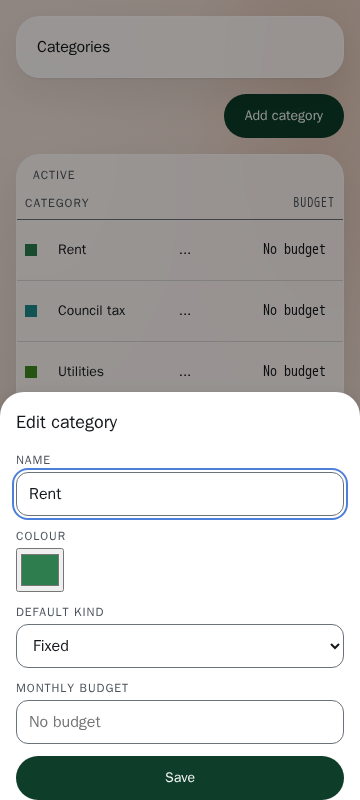 Categories
Add category
ACTIVE
CATEGORY BUDGET
Rent ... No budget
Council tax ... No budget
Utilities ... No budget
Edit category
NAME
Rent
COLOUR
DEFAULT KIND
Fixed
MONTHLY BUDGET
No budget
Save